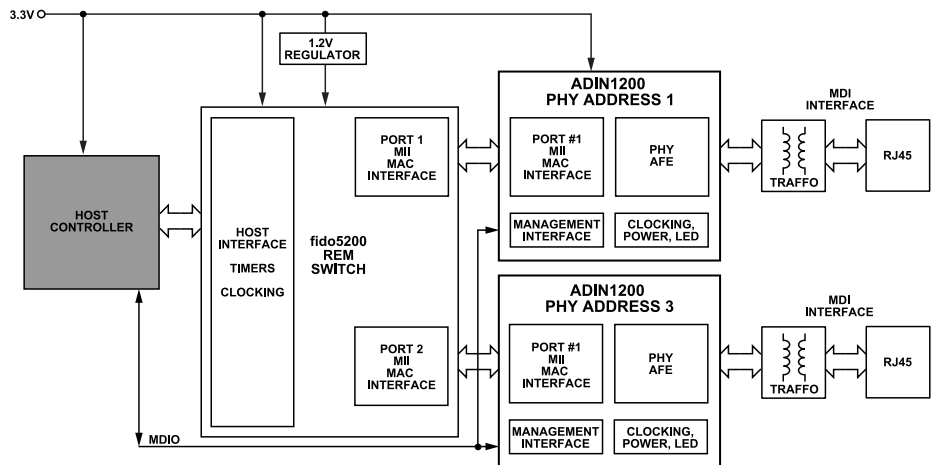 3.3V
1.2V
REGULATOR
HOST
CONTROLLER
HOST
INTERFACE
TIMERS
CLOCKING
fido5200
REM
SWITCH
PORT 1
MII
MAC
INTERFACE
PORT 2
MII
MAC
INTERFACE
MDIO
ADIN1200
PHY ADDRESS 1
PORT #1
MII
MAC
INTERFACE
PHY
AFE
MANAGEMENT
INTERFACE
CLOCKING,
POWER, LED
MDI
INTERFACE
TRAFFO
RJ45
ADIN1200
PHY ADDRESS 3
PORT #1
MII
MAC
INTERFACE
PHY
AFE
MANAGEMENT
INTERFACE
CLOCKING,
POWER, LED
MDI
INTERFACE
TRAFFO
RJ45